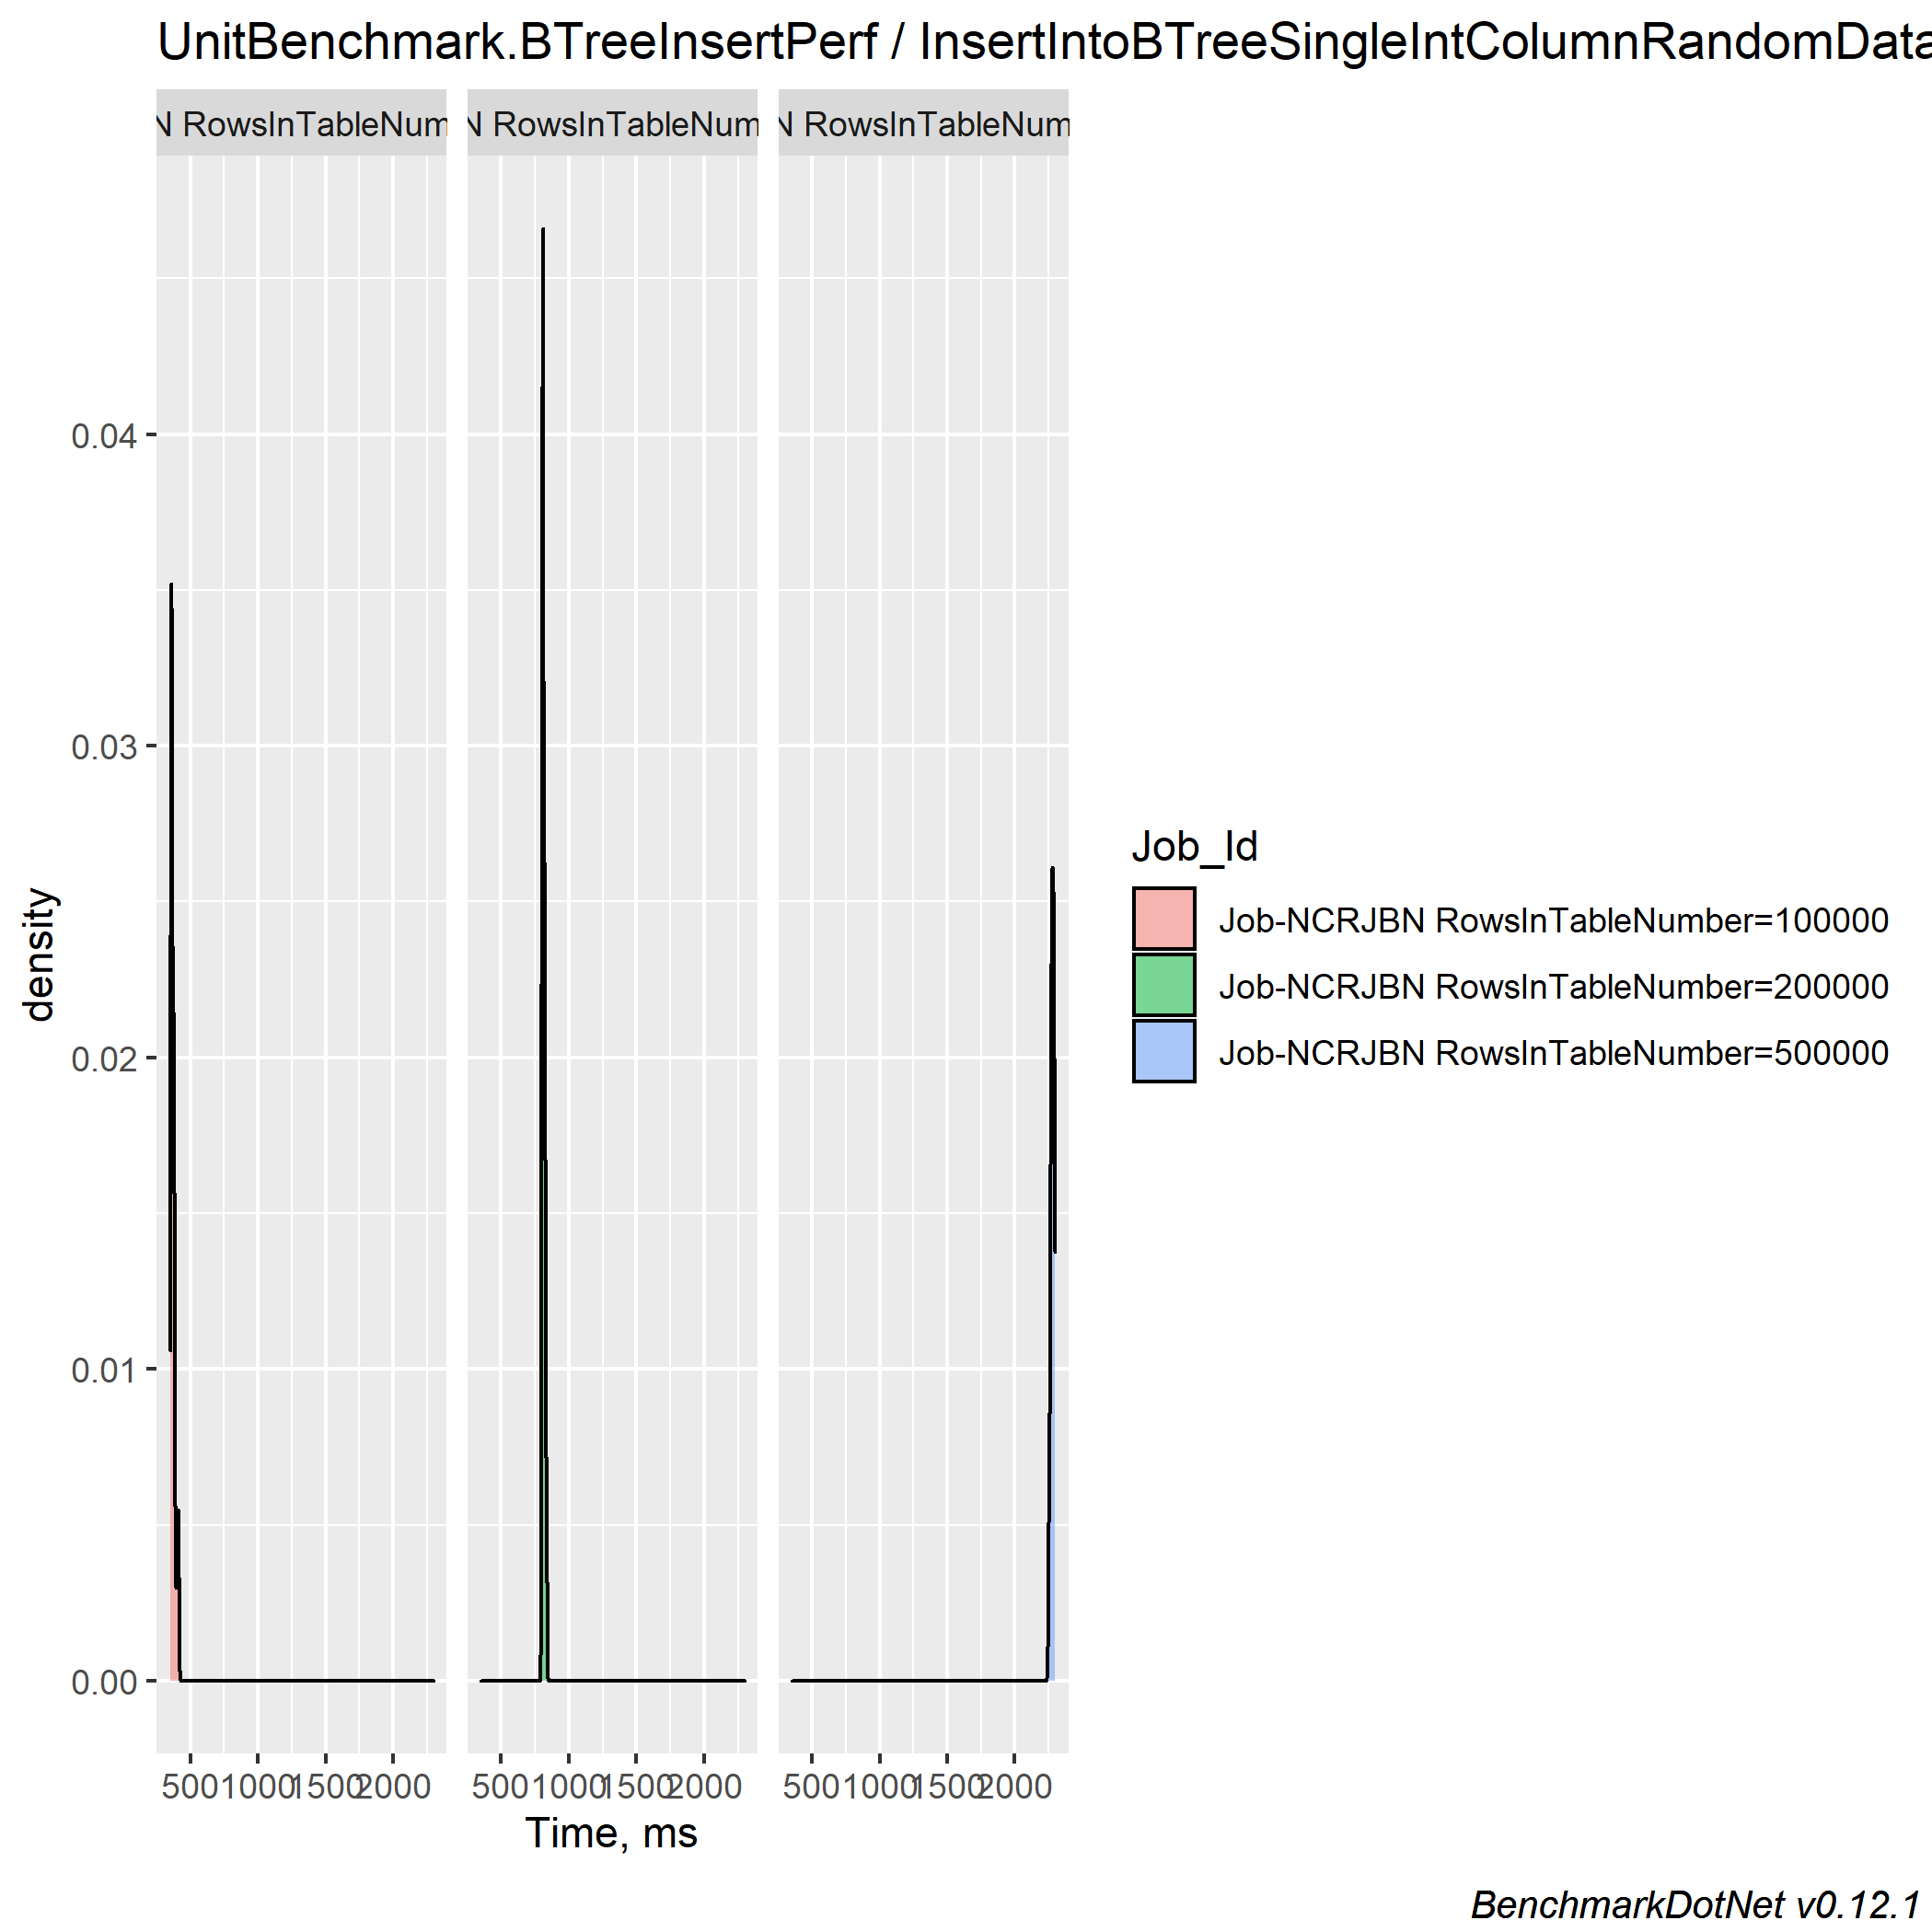 UnitBenchmark.BTreeInsertPerf / InsertIntoBTreeSingleIntColumnRandomData
N RowsInTableNum N RowsInTableNum N RowsInTableNum
0.04
0.03
0.02
0.01
0.00
density
500 1000 1500 2000 500 1000 1500 2000 500 1000 1500 2000
Time, ms
Job_Id
Job-NCRJBN RowsInTableNumber=100000
Job-NCRJBN RowsInTableNumber=200000
Job-NCRJBN RowsInTableNumber=500000
BenchmarkDotNet v0.12.1